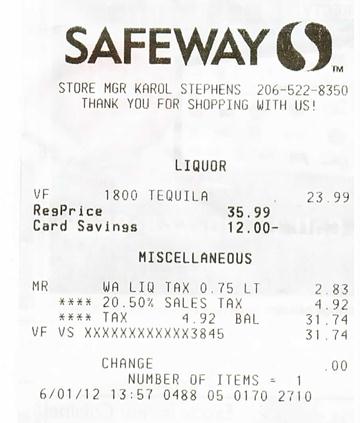 SAFEWAY
TM
STORE MGR KAROL STEPHENS 206-522-8350
THANK YOU FOR SHOPPING WITH US!
LIQUOR
VF 1800 TEQUILA 23.99
RegPrice 35.99
Card Savings 12.00-
MISCELLANEOUS
MR WA LIQ TAX 0.75 LT 2.83
**** 20.50% SALES TAX 4.92
**** TAX 4.92 BAL 31.74
VF VS XXXXXXXXXXXX3845 31.74
CHANGE .00
NUMBER OF ITEMS = 1
6/01/12 13:57 0488 05 0170 2710